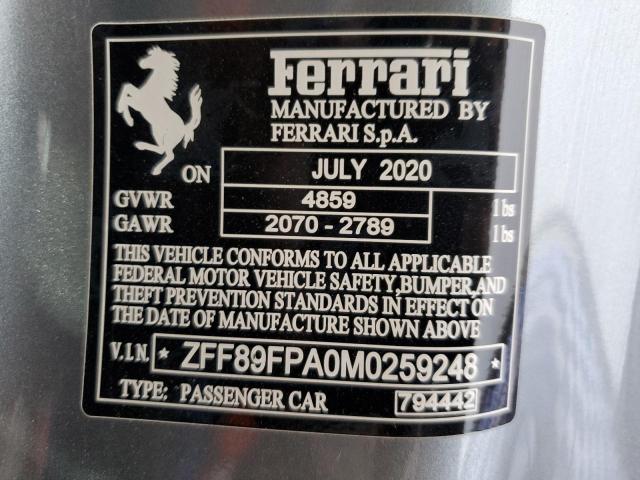 Ferrari
MANUFACTURED BY
FERRARI S.p.A.
ON JULY 2020
GVWR 4859 lbs
GAWR 2070 - 2789 lbs
THIS VEHICLE CONFORMS TO ALL APPLICABLE
FEDERAL MOTOR VEHICLE SAFETY,BUMPER,AND
THEFT PREVENTION STANDARDS IN EFFECT ON
THE DATE OF MANUFACTURE SHOWN ABOVE
V.I.N. * ZFF89FPA0M0259248 *
TYPE: PASSENGER CAR 794442